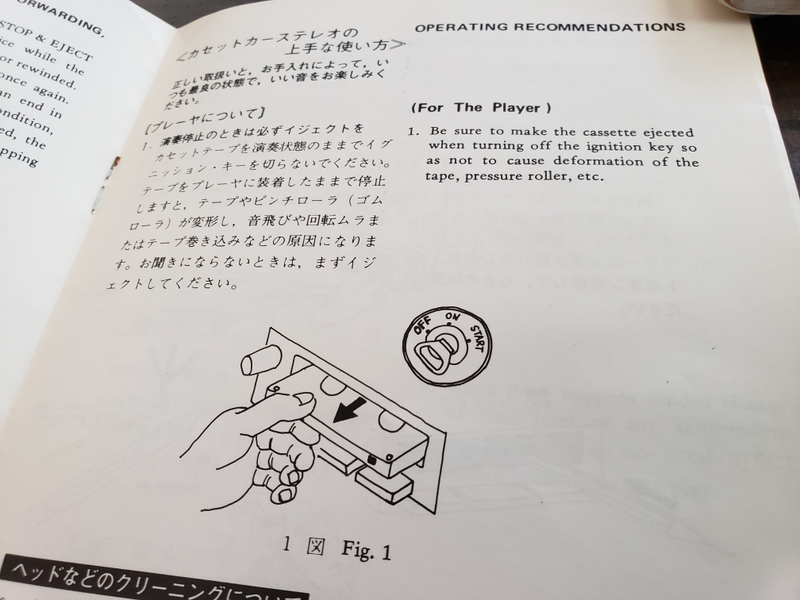 ORWARDING,
STOP & EJECT
ice while the
or rewinded.
once again.
an end in
ondition,
ed, the
pping
<カセットカーステレオの
上手な使い方>
正しい取扱いと，お手入れによって，い
つも最良の状態で，いい音をお楽しみく
ださい。
[プレーヤについて]
1. 演奏停止のときは必ずイジェクトを
カセットテープを演奏状態のままでイグ
ニッション・キーを切らないでください。
テープをプレーヤに装着したままで停止
しますと，テープやピンチローラ（ゴム
ローラ）が変形し，音飛びや回転ムラま
たはテープ巻き込みなどの原因になりま
す。お聞きにならないときは，まずイジ
ェクトしてください。
OPERATING RECOMMENDATIONS
(For The Player)
1. Be sure to make the cassette ejected
when turning off the ignition key so
as not to cause deformation of the
tape, pressure roller, etc.
OFF ON START
1 図 Fig. 1
ヘッドなどのクリーニングについて